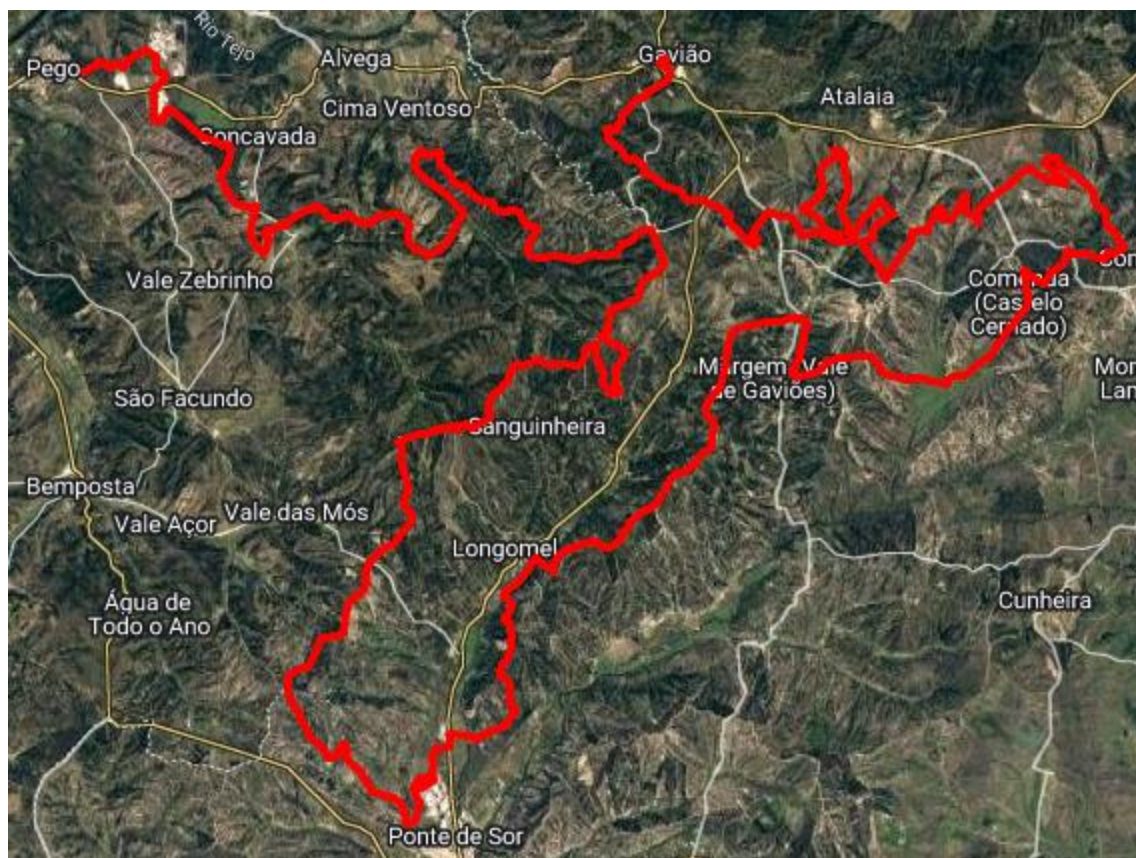 Rio Tejo
Gavião
Pego
Alvega
Atalaia
Cima Ventoso
Concavada
Vale Zebrinho
Comenda
(Castelo
Cernado)
Margem (Vale
de Gaviões)
São Facundo
Sanguinheira
Bemposta
Vale Açor
Vale das Mós
Longomel
Água de
Todo o Ano
Cunheira
Ponte de Sor